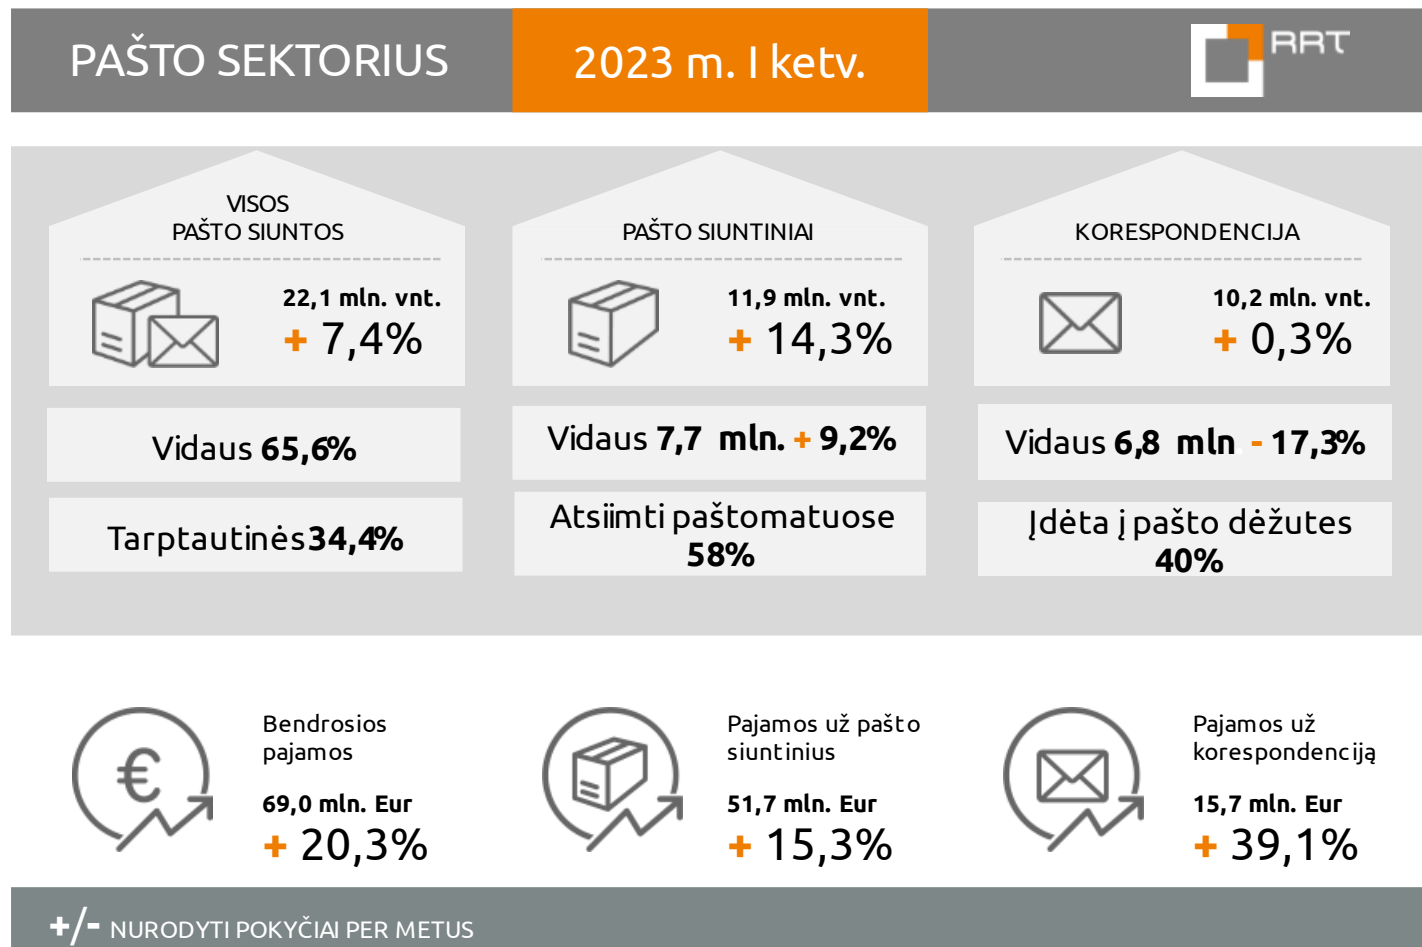 PAŠTO SEKTORIUS
2023 m. I ketv.
RRT
VISOS
PAŠTO SIUNTOS
22,1 mln. vnt.
+ 7,4%
Vidaus 65,6%
Tarptautinės 34,4%
PAŠTO SIUNTINIAI
11,9 mln. vnt.
+ 14,3%
Vidaus 7,7 mln. + 9,2%
Atsiimti paštomatuose
58%
KORESPONDENCIJA
10,2 mln. vnt.
+ 0,3%
Vidaus 6,8 mln. - 17,3%
Įdėta į pašto dėžutes
40%
Bendrosios
pajamos
69,0 mln. Eur
+ 20,3%
Pajamos už pašto
siuntinius
51,7 mln. Eur
+ 15,3%
Pajamos už
korespondenciją
15,7 mln. Eur
+ 39,1%
+/- NURODYTI POKYČIAI PER METUS